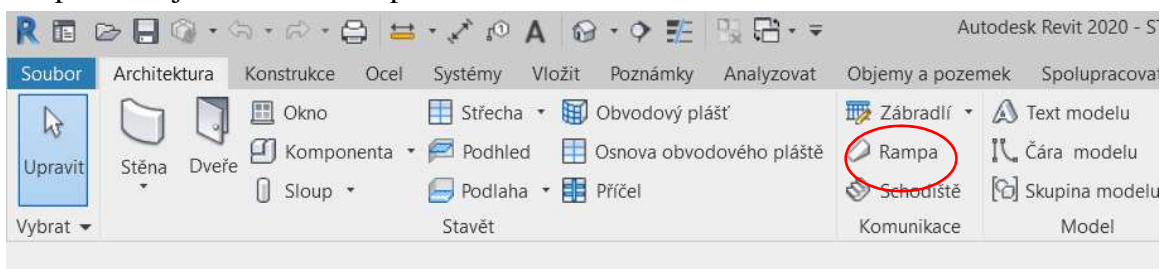 Autodesk Revit 2020 - ST
Soubor Architektura Konstrukce Ocel Systémy Vložit Poznámky Analyzovat Objemy a pozemek Spolupracovat
Okno Střecha Obvodový plášť Zábradlí Text modelu
Upravit Stěna Dveře Komponenta Podhled Osnova obvodového pláště Rampa Čára modelu
Sloup Podlaha Příčel Schodiště Skupina modelu
Vybrat Stavět Komunikace Model